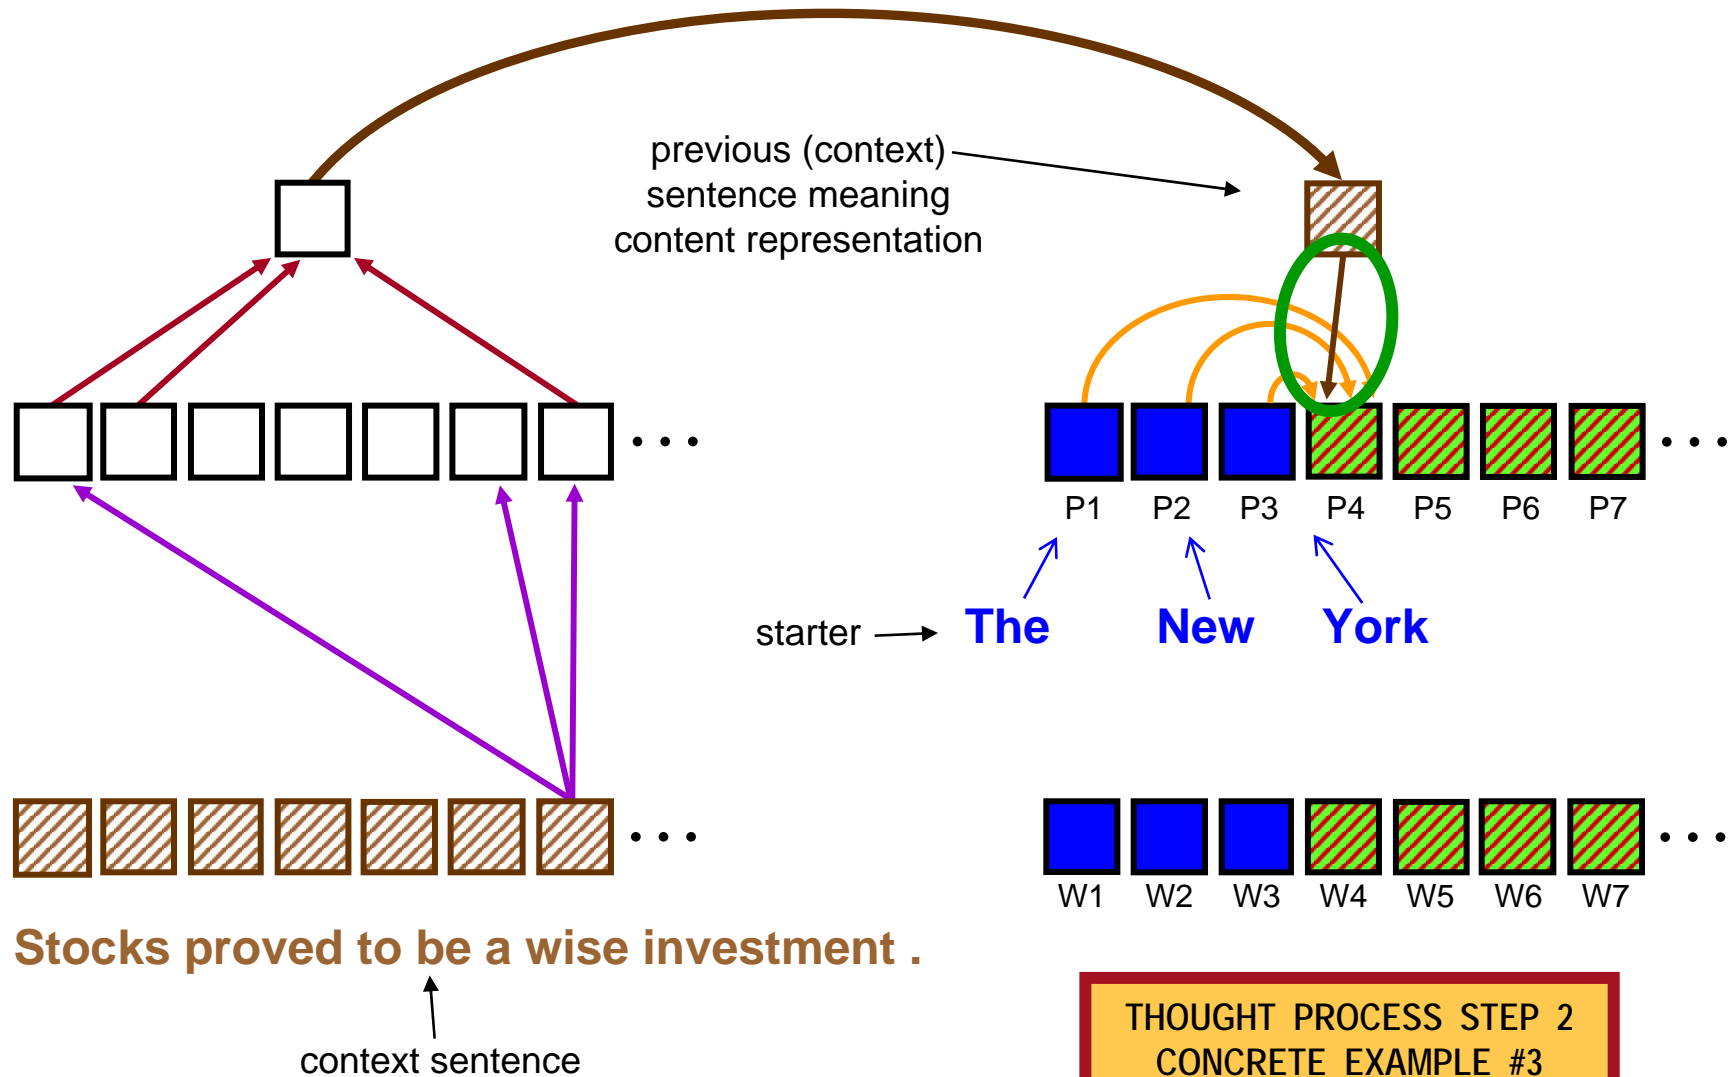 previous (context)
sentence meaning
content representation
P1 P2 P3 P4 P5 P6 P7
starter The New York
W1 W2 W3 W4 W5 W6 W7
Stocks proved to be a wise investment .
context sentence
THOUGHT PROCESS STEP 2
CONCRETE EXAMPLE #3